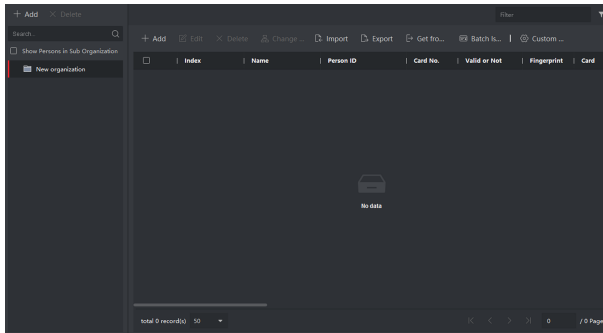 Add Delete
Filter
Search...
Add Edit Delete Change ... Import Export Get fro... Batch Is... Custom ...
Show Persons in Sub Organization
Index Name Person ID Card No. Valid or Not Fingerprint Card
New organization
No data
total 0 record(s) 50 0 / 0 Page